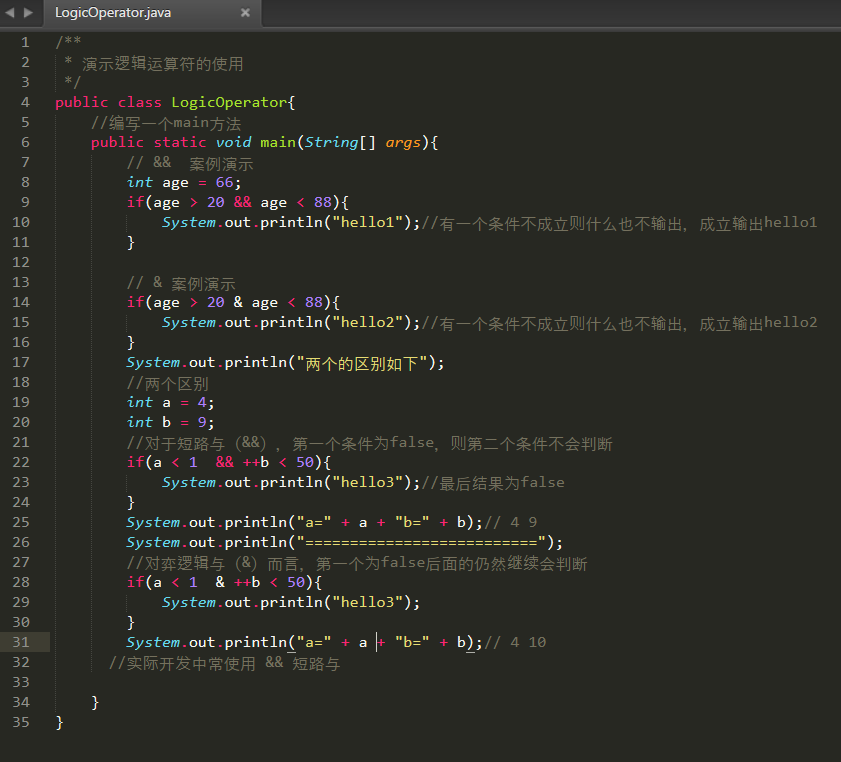 LogicOperator.java
1 /**
2  * 演示逻辑运算符的使用
3  */
4 public class LogicOperator{
5     //编写一个main方法
6     public static void main(String[] args){
7         // &&  案例演示
8         int age = 66;
9         if(age > 20 && age < 88){
10             System.out.println("hello1");//有一个条件不成立则什么也不输出，成立输出hello1
11         }
12
13         // & 案例演示
14         if(age > 20 & age < 88){
15             System.out.println("hello2");//有一个条件不成立则什么也不输出，成立输出hello2
16         }
17         System.out.println("两个的区别如下");
18         //两个区别
19         int a = 4;
20         int b = 9;
21         //对于短路与（&&），第一个条件为false，则第二个条件不会判断
22         if(a < 1  && ++b < 50){
23             System.out.println("hello3");//最后结果为false
24         }
25         System.out.println("a=" + a + "b=" + b);// 4 9
26         System.out.println("==========================");
27         //对弈逻辑与（&）而言，第一个为false后面的仍然继续会判断
28         if(a < 1  & ++b < 50){
29             System.out.println("hello3");
30         }
31         System.out.println("a=" + a + "b=" + b);// 4 10
32       //实际开发中常使用 && 短路与
33
34     }
35 }